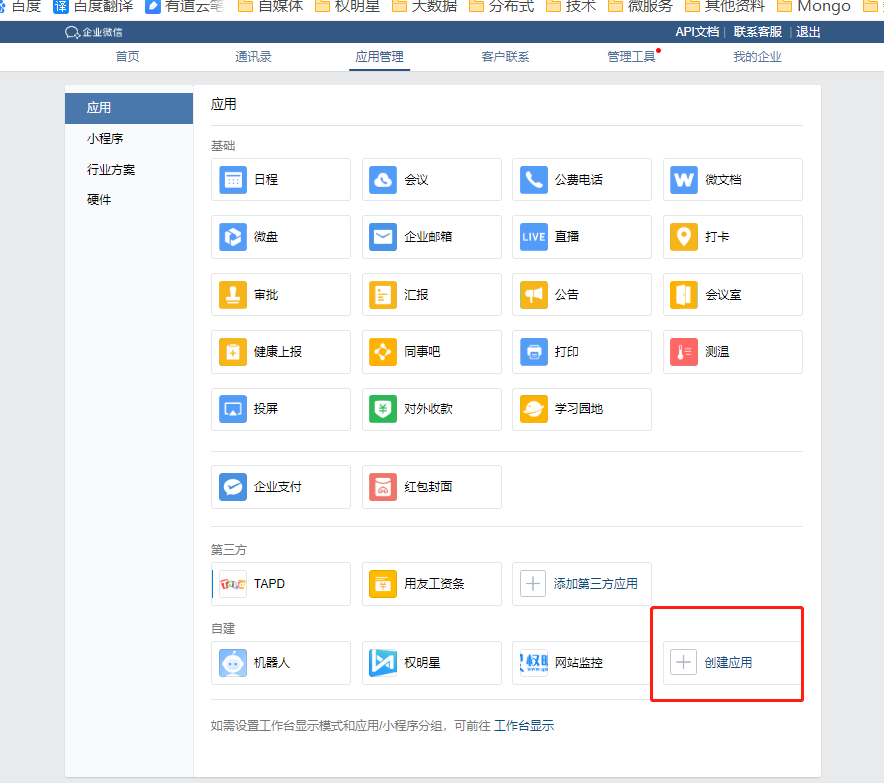 百度 译 百度翻译 有道云笔 自媒体 权明星 大数据 分布式 技术 微服务 其他资料 Mongo
企业微信 API文档 | 联系客服 | 退出
首页 通讯录 应用管理 客户联系 管理工具 我的企业
应用
小程序
行业方案
硬件
应用
基础
日程 会议 公费电话 W 微文档
微盘 企业邮箱 LIVE 直播 打卡
审批 汇报 公告 会议室
健康上报 同事吧 打印 测温
投屏 对外收款 学习园地
企业支付 红包封面
第三方
TAPD TAPD 用友工资条 添加第三方应用
自建
机器人 权明星 权明 网站监控 创建应用
如需设置工作台显示模式和应用/小程序分组，可前往 工作台显示